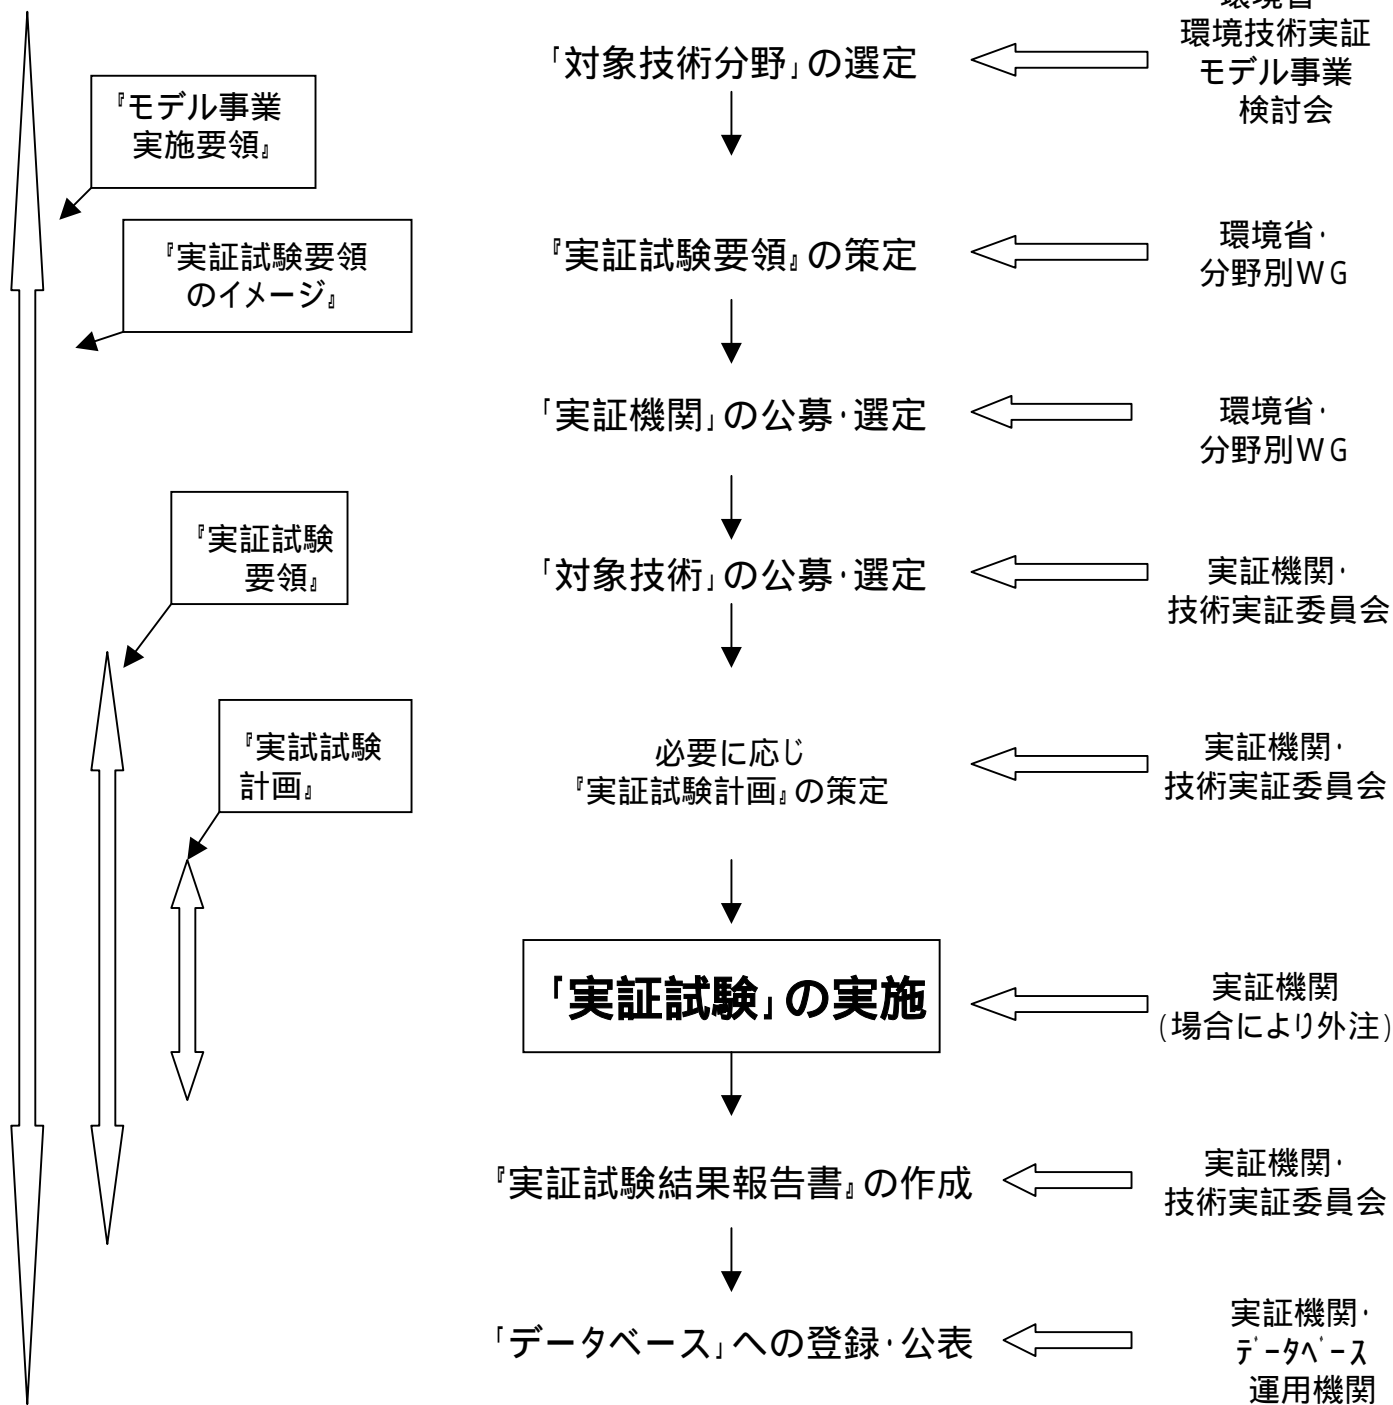 環境省・
環境技術実証
モデル事業
検討会
「対象技術分野」の選定
『モデル事業
実施要領』
『実証試験要領
のイメージ』
『実証試験要領』の策定
環境省・
分野別WG
「実証機関」の公募・選定
環境省・
分野別WG
『実証試験
要領』
「対象技術」の公募・選定
実証機関・
技術実証委員会
『実試試験
計画』
必要に応じ
『実証試験計画』の策定
実証機関・
技術実証委員会
「実証試験」の実施
実証機関
(場合により外注)
『実証試験結果報告書』の作成
実証機関・
技術実証委員会
「データベース」への登録・公表
実証機関・
データベース
運用機関